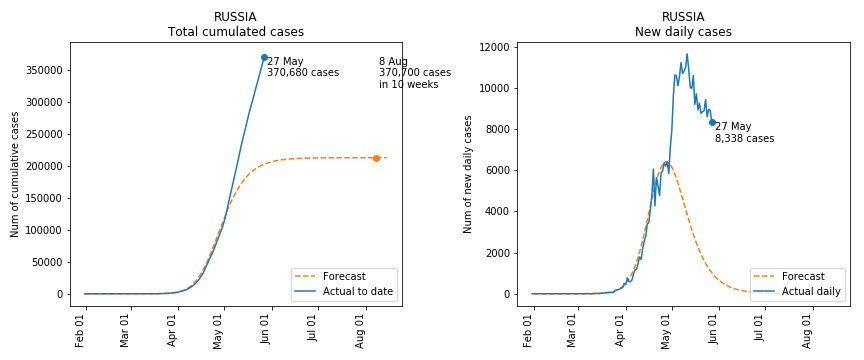 RUSSIA
Total cumulated cases
Num of cumulative cases
350000
300000
250000
200000
150000
100000
50000
0
27 May
370,680 cases
8 Aug
370,700 cases
in 10 weeks
Forecast
Actual to date
Feb 01
Mar 01
Apr 01
May 01
Jun 01
Jul 01
Aug 01
RUSSIA
New daily cases
Num of new daily cases
12000
10000
8000
6000
4000
2000
0
27 May
8,338 cases
Forecast
Actual daily
Feb 01
Mar 01
Apr 01
May 01
Jun 01
Jul 01
Aug 01